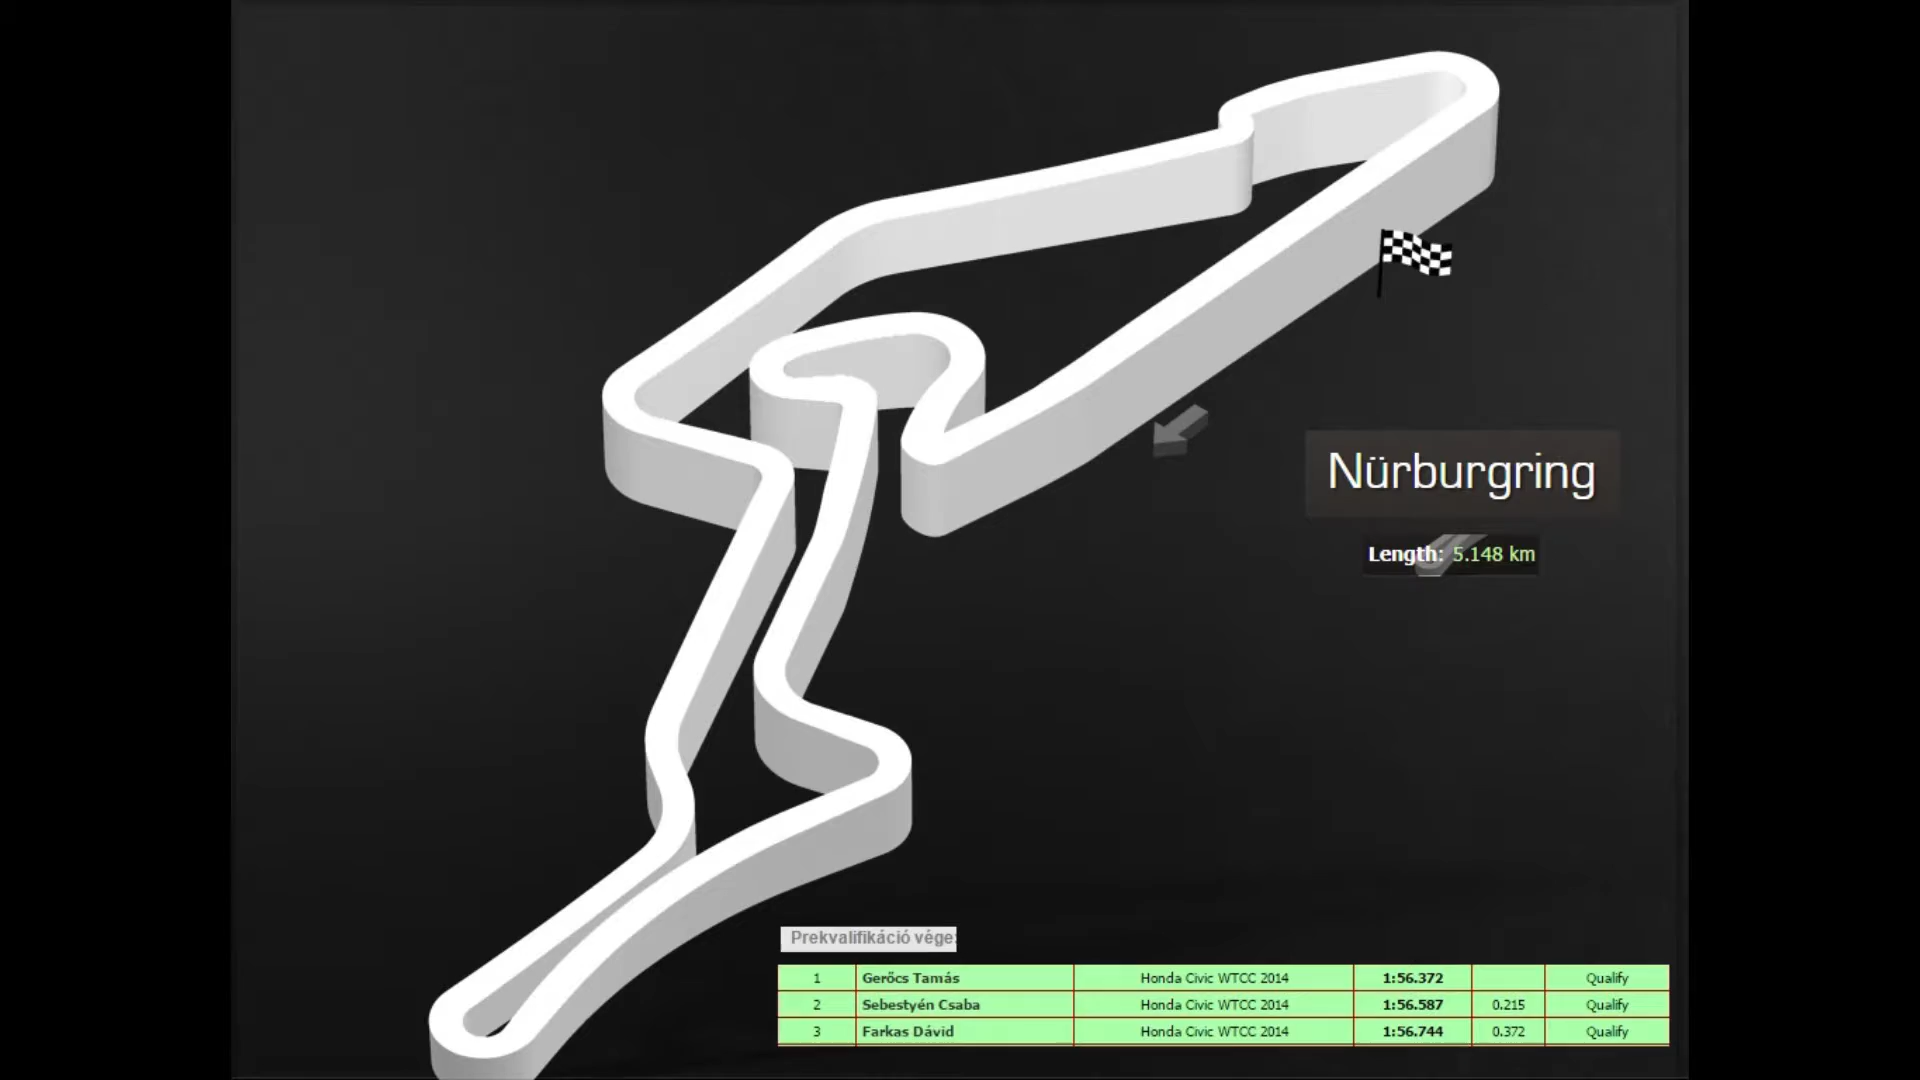 Nürburgring
Length: 5.148 km
Prekvalifikáció vége:
1 Gerőcs Tamás Honda Civic WTCC 2014 1:56.372 Qualify
2 Sebestyén Csaba Honda Civic WTCC 2014 1:56.587 0.215 Qualify
3 Farkas Dávid Honda Civic WTCC 2014 1:56.744 0.372 Qualify